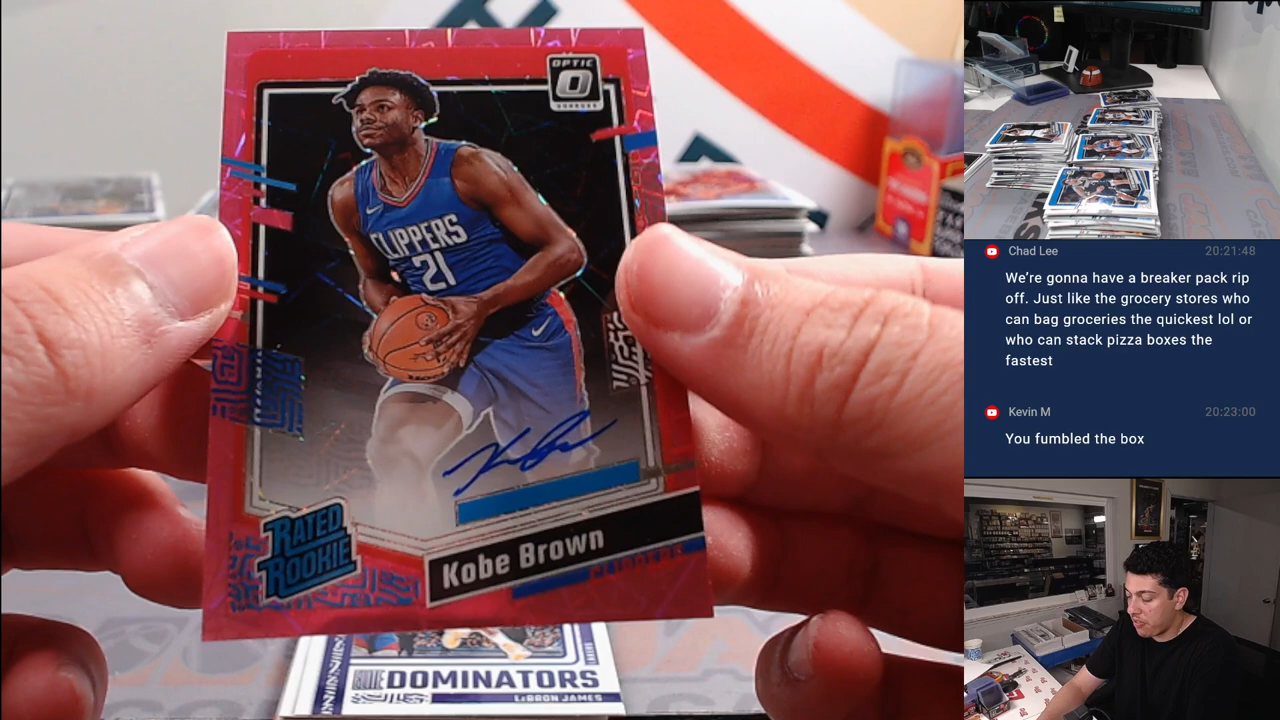 OPTIC
CLIPPERS
21
RATED
ROOKIE
Kobe Brown
CLIPPERS
ELITE DOMINATORS
LeBRON JAMES
Chad Lee 20:21:48
We're gonna have a breaker pack rip
off. Just like the grocery stores who
can bag groceries the quickest lol or
who can stack pizza boxes the
fastest
Kevin M 20:23:00
You fumbled the box